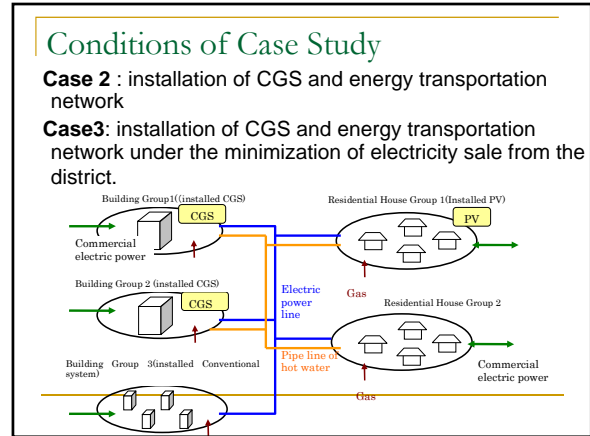 Conditions of Case Study
Case 2 : installation of CGS and energy transportation
network
Case3: installation of CGS and energy transportation
network under the minimization of electricity sale from the
district.
Building Group1((installed CGS)
CGS
Commercial
electric power
Residential House Group 1(Installed PV)
PV
Building Group 2 (installed CGS)
CGS
Electric
power
line
Gas
Residential House Group 2
Building Group 3(installed Conventional
system)
Pipe line of
hot water
Gas
Commercial
electric power